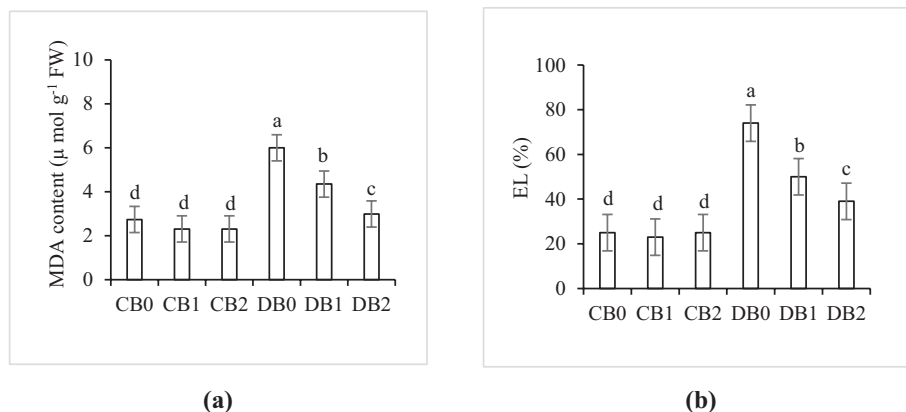 MDA content (µ mol g⁻¹ FW)
10
8
6
4
2
0
d
d
d
a
b
c
CB0 CB1 CB2 DB0 DB1 DB2
(a)
EL (%)
100
80
60
40
20
0
d
d
d
a
b
c
CB0 CB1 CB2 DB0 DB1 DB2
(b)